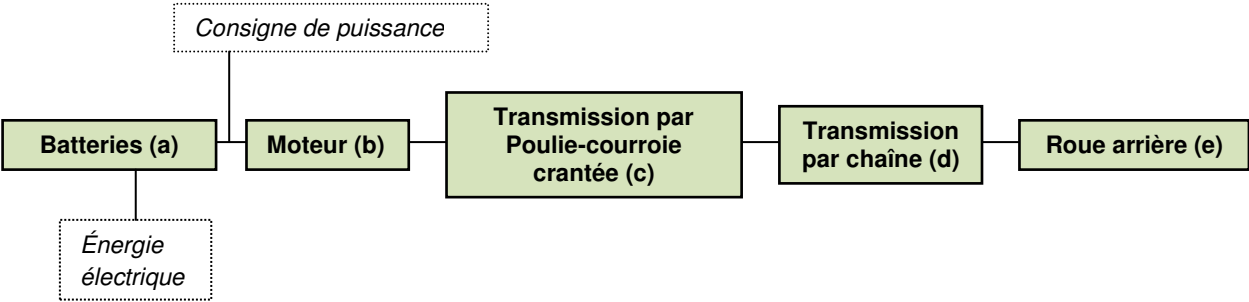 Consigne de puissance
Batteries (a)
Moteur (b)
Transmission par
Poulie-courroie
crantée (c)
Transmission
par chaîne (d)
Roue arrière (e)
Énergie
électrique